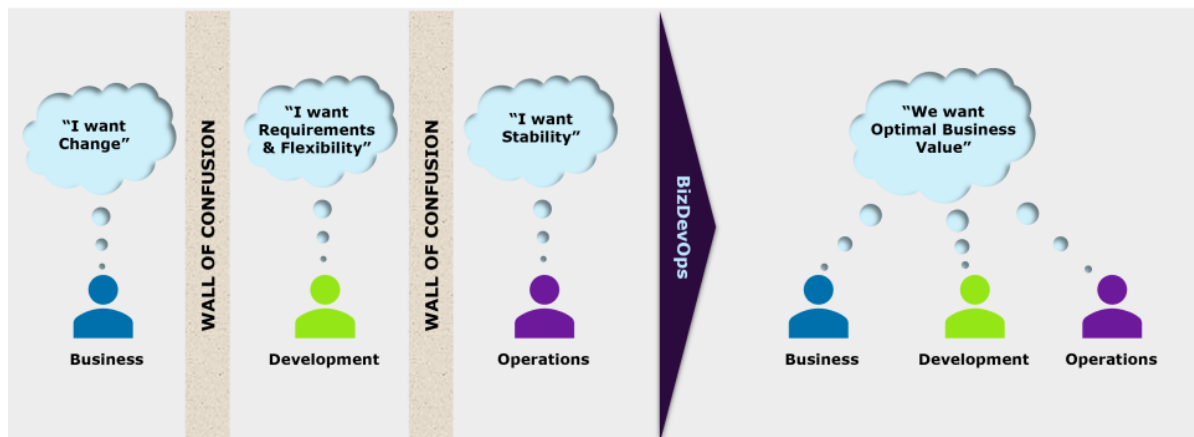 “I want
Change”
WALL OF CONFUSION
“I want
Requirements
& Flexibility”
WALL OF CONFUSION
“I want
Stability”
BizDevOps
“We want
Optimal Business
Value”
Business
Development
Operations
Business
Development
Operations